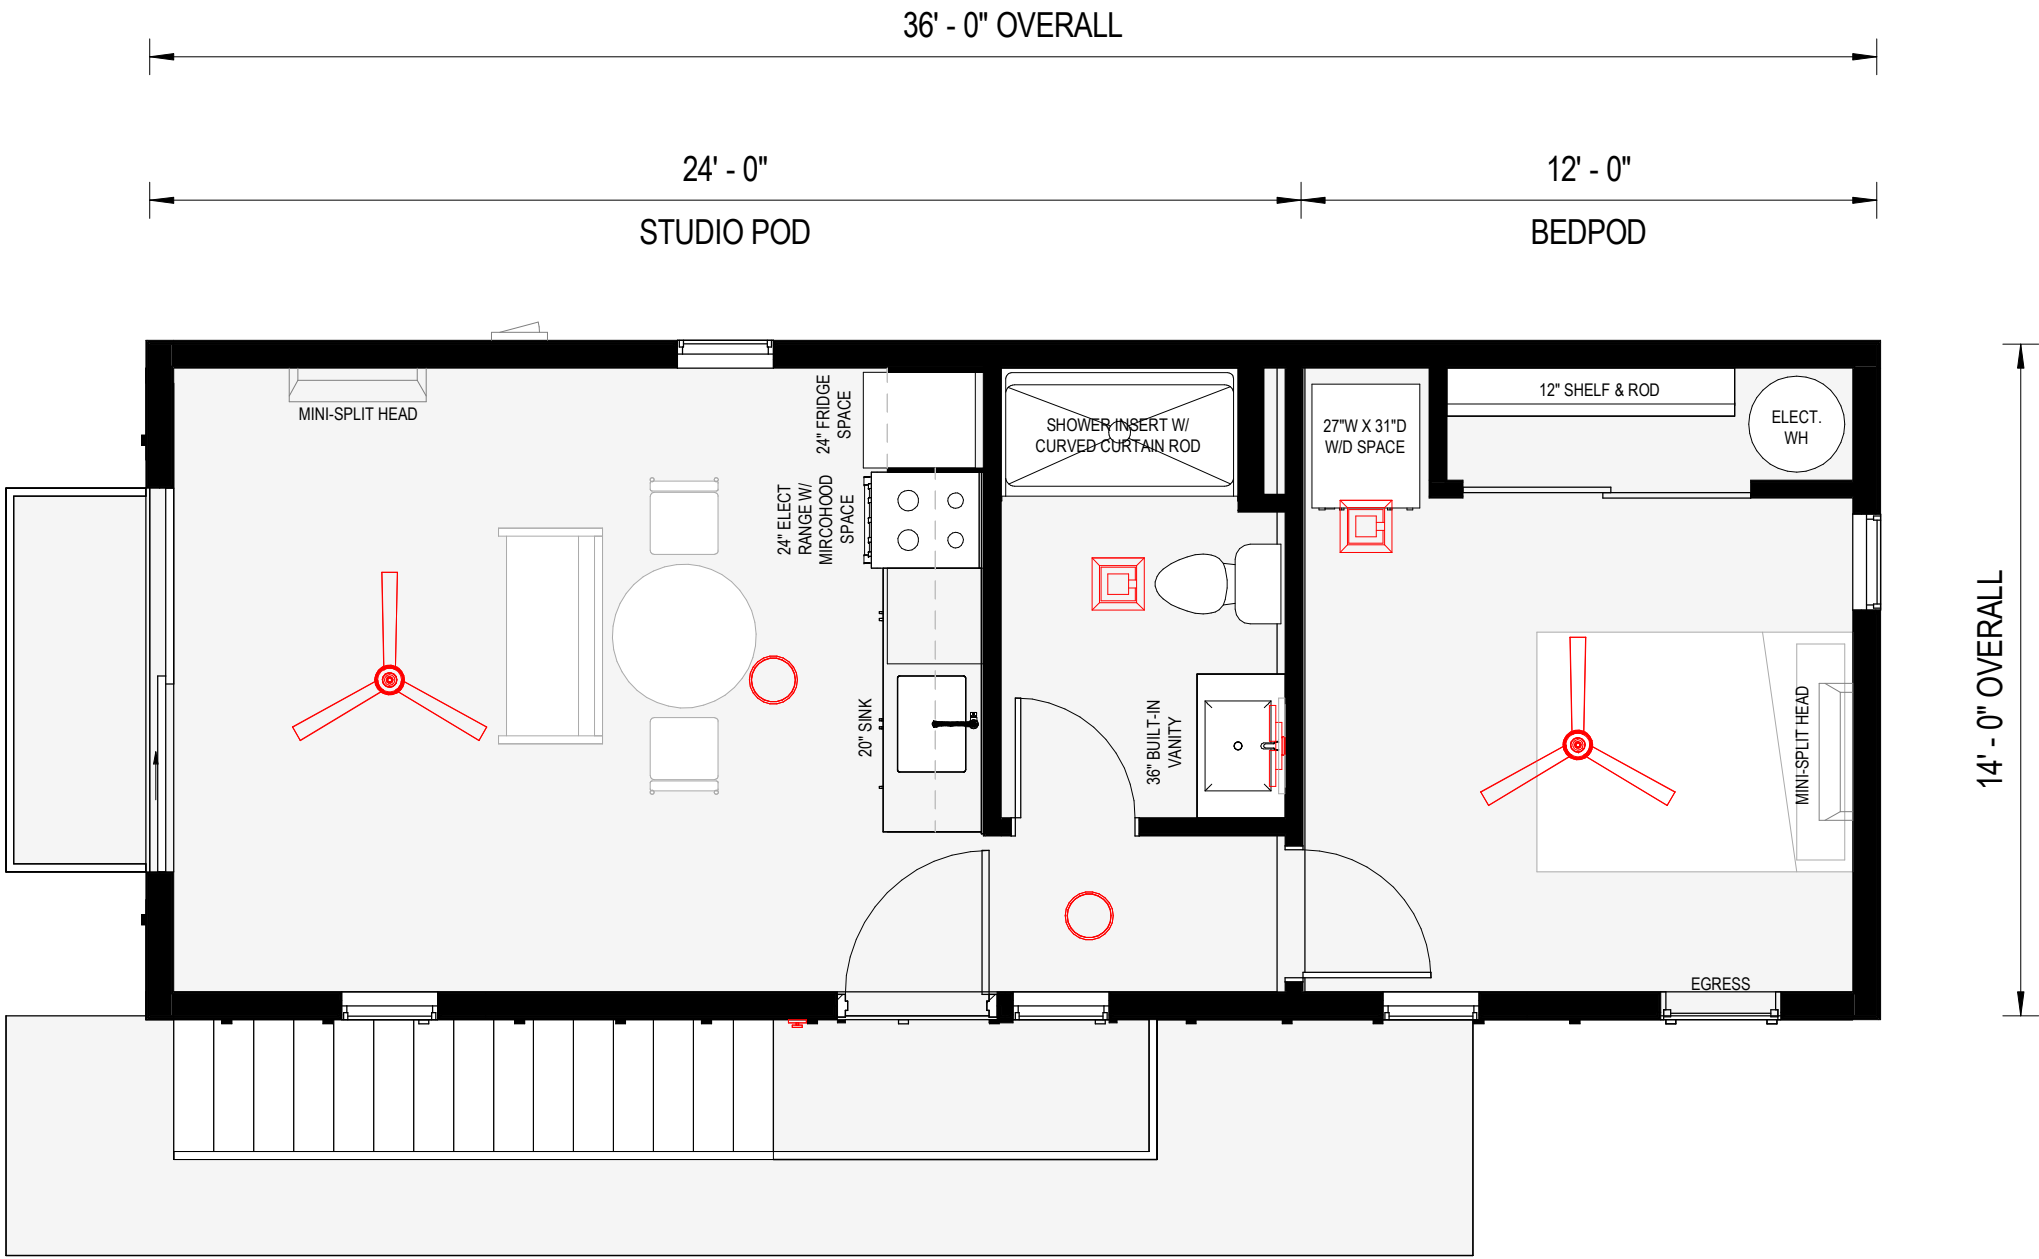 36' - 0" OVERALL
24' - 0"
12' - 0"
STUDIO POD
BEDPOD
MINI-SPLIT HEAD
24" FRIDGE
SPACE
24" ELECT
RANGE W/
MIRCOHOOD
SPACE
20" SINK
SHOWER INSERT W/
CURVED CURTAIN ROD
36" BUILT-IN
VANITY
27"W X 31"D
W/D SPACE
12" SHELF & ROD
ELECT.
WH
MINI-SPLIT HEAD
EGRESS
14' - 0" OVERALL